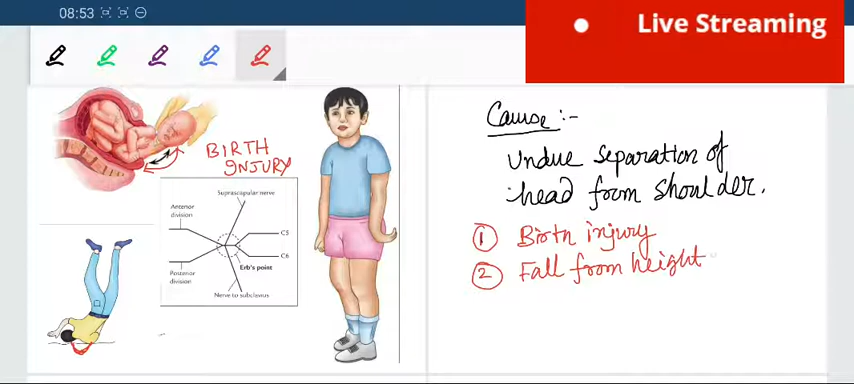 08:53
Live Streaming
BIRTH
INJURY
Suprascapular nerve
Anterior
division
C5
C6
Erb's point
Posterior
division
Nerve to subclavius
Cause :-
Undue separation of
head from shoulder.
① Birth injury
② Fall from height